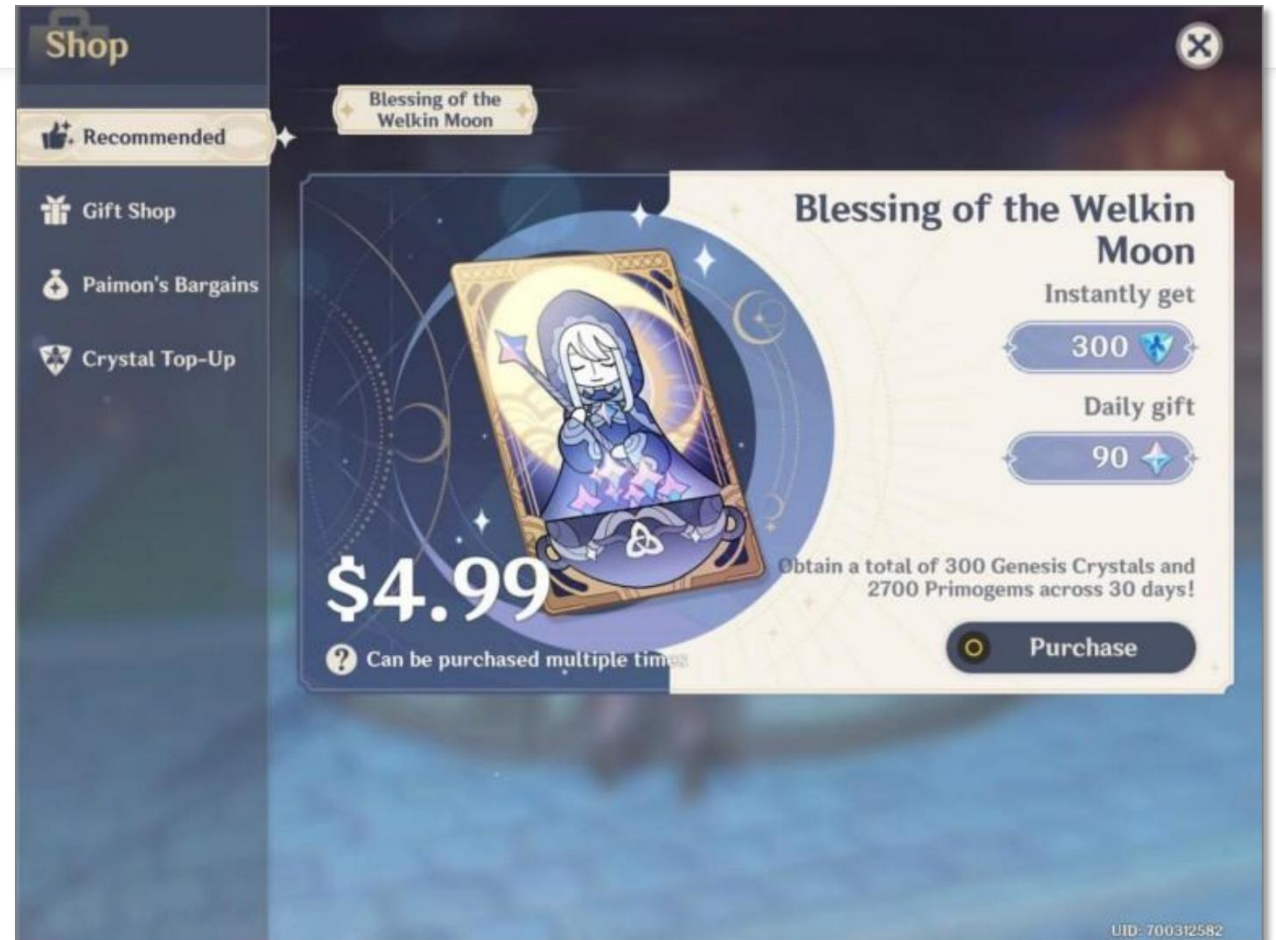 Shop
Recommended
Gift Shop
Paimon's Bargains
Crystal Top-Up
Blessing of the
Welkin Moon
Blessing of the Welkin
Moon
Instantly get
300
Daily gift
90
Obtain a total of 300 Genesis Crystals and
2700 Primogems across 30 days!
$4.99
? Can be purchased multiple times
Purchase
UID: 700312582